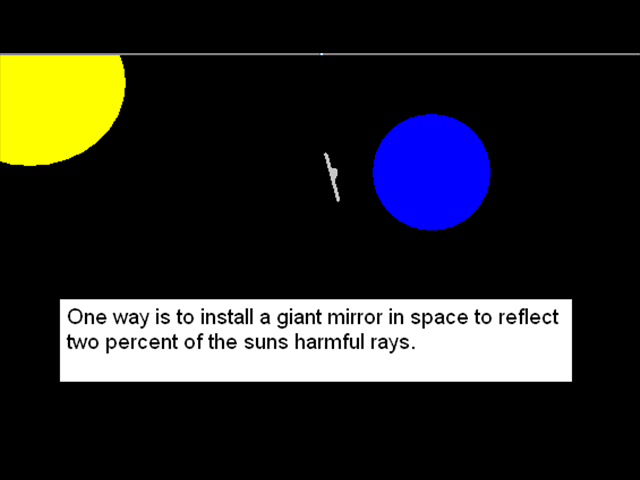 One way is to install a giant mirror in space to reflect
two percent of the suns harmful rays.